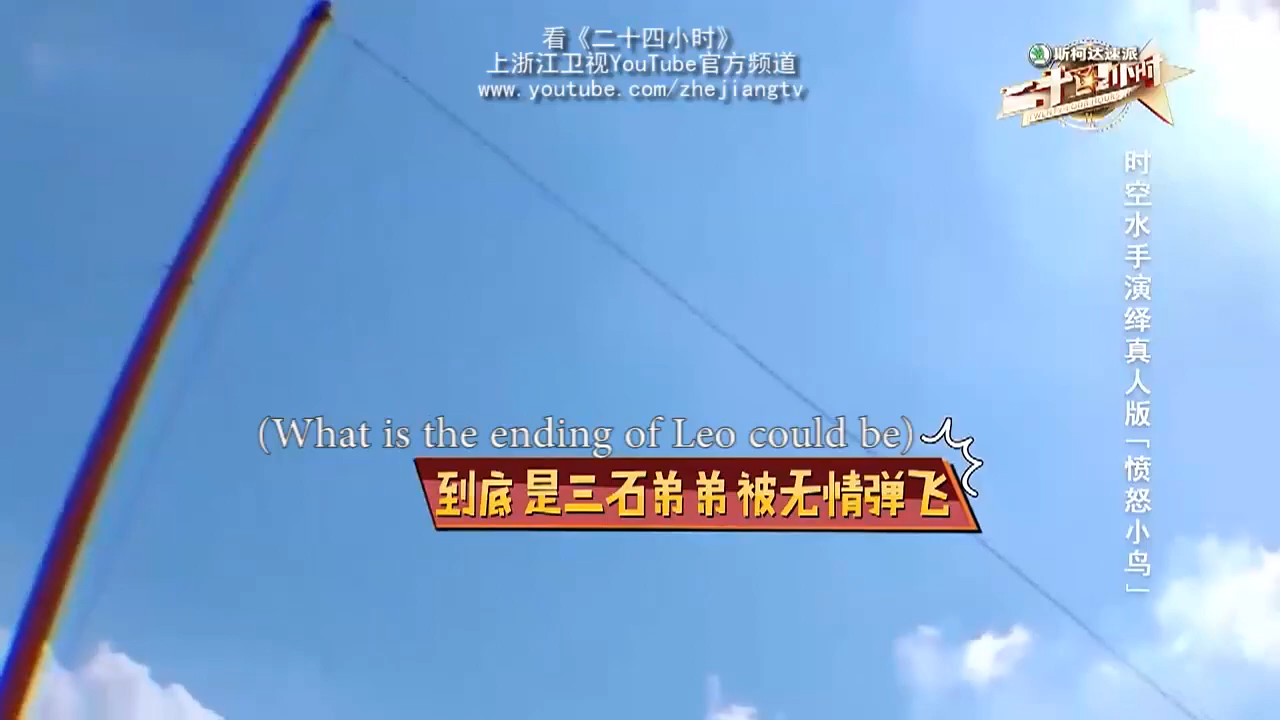 看《二十四小时》
上浙江卫视YouTube官方频道
www.youtube.com/zhejiangtv
斯柯达速派
二十四小时
TWENTY-FOUR HOURS
时空水手演绎真人版「愤怒小鸟」
(What is the ending of Leo could be)
到底是三石弟弟被无情弹飞